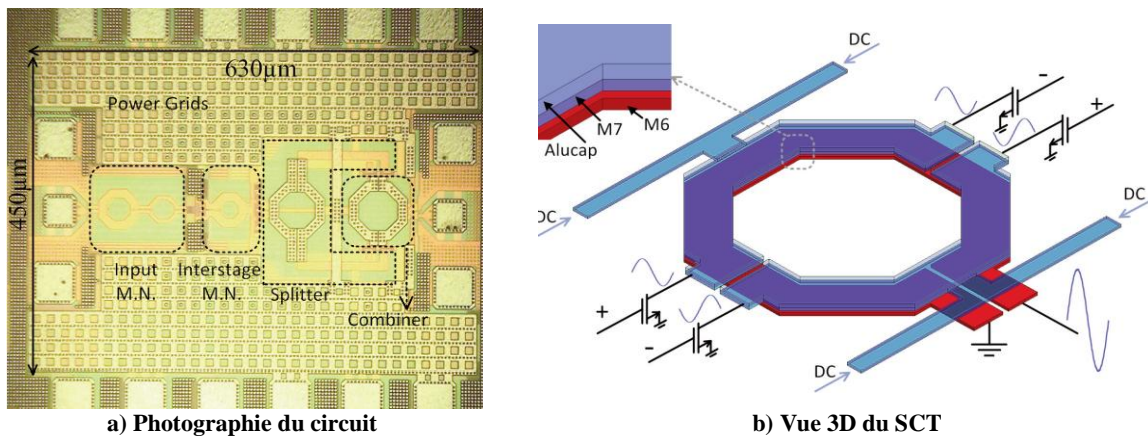 630µm
Power Grids
450µm
Input
M.N.
Interstage
M.N.
Splitter
Combiner
a) Photographie du circuit
DC
-
+
M7
M6
Alucap
DC
DC
+
-
DC
b) Vue 3D du SCT